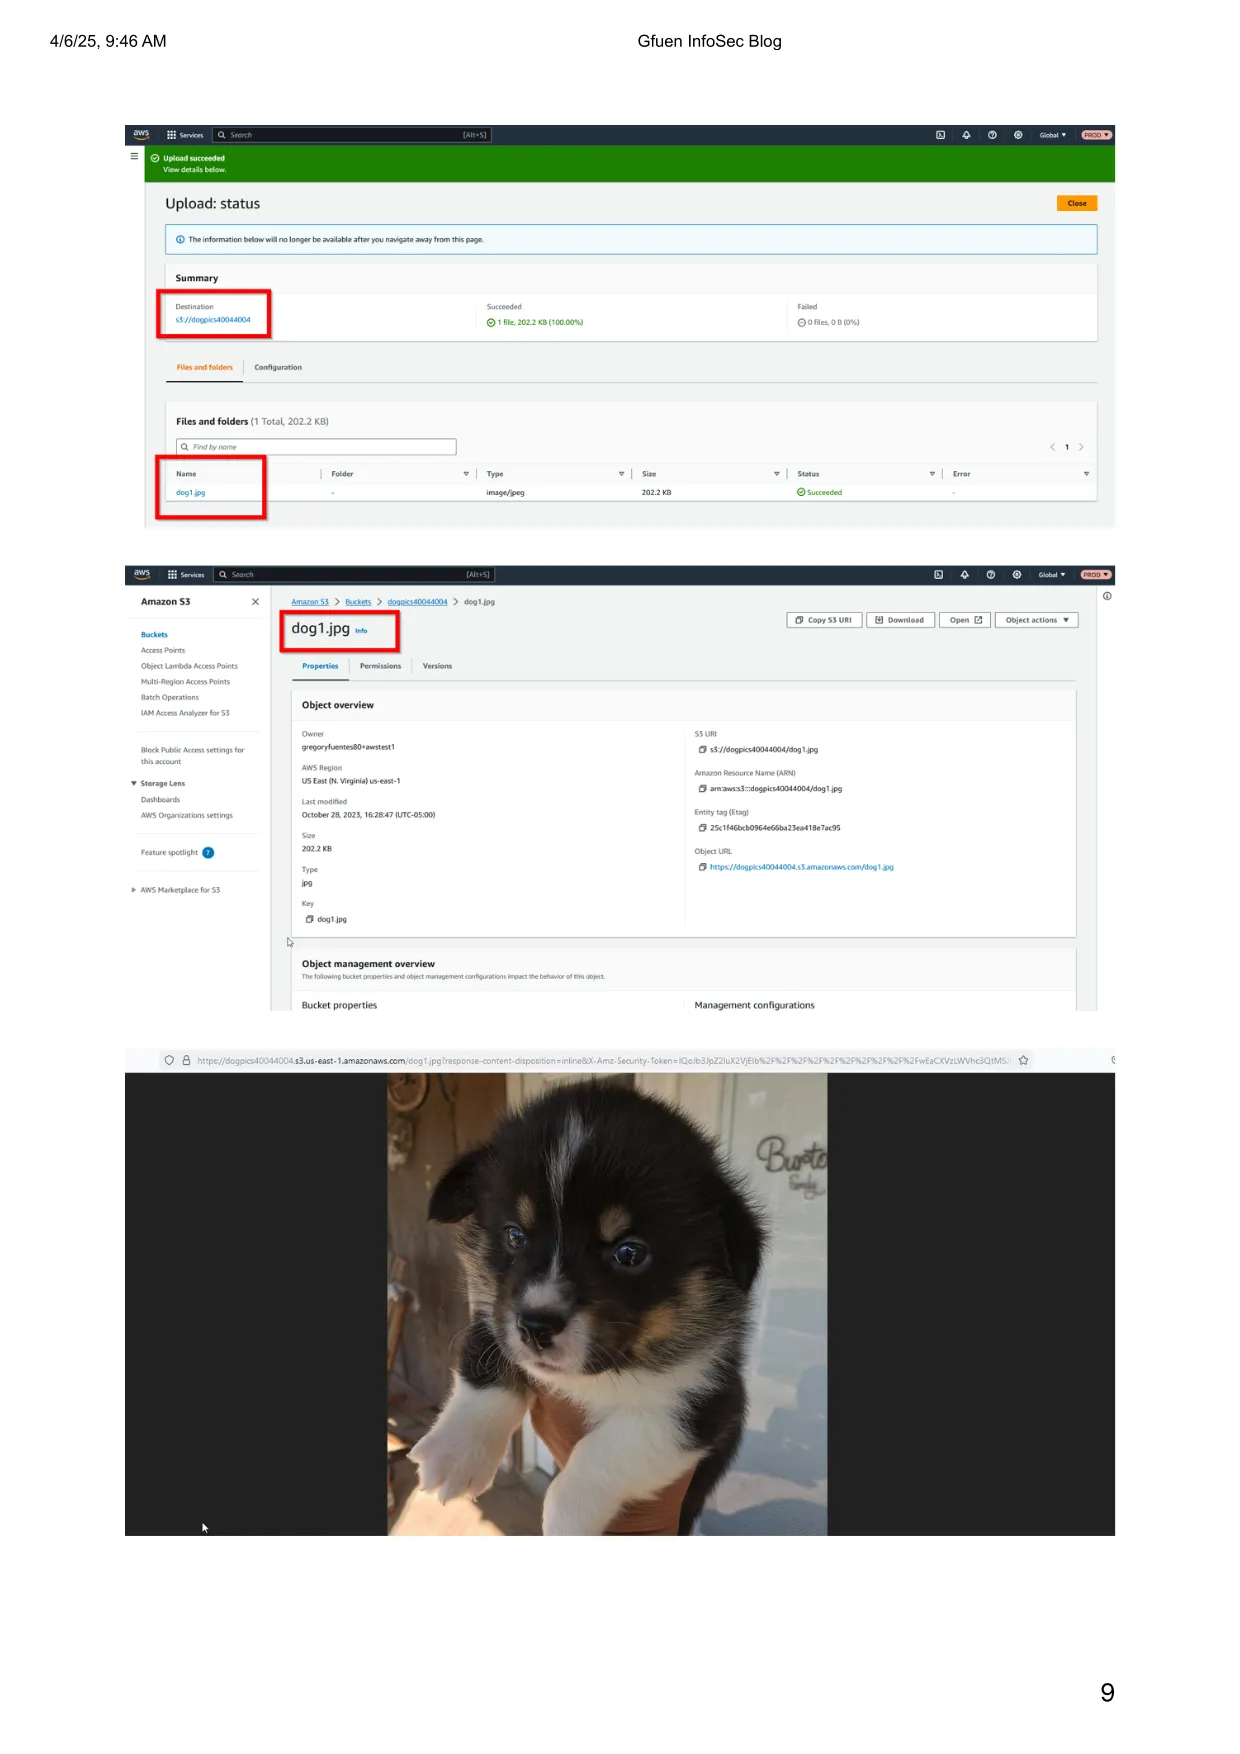 4/6/25, 9:46 AM
Gfuen InfoSec Blog
aws
Services
Search
[Alt+S]
Global
PROD
Upload succeeded
View details below.
Upload: status
Close
The information below will no longer be available after you navigate away from this page.
Summary
Destination
s3://dogpics40044004
Succeeded
1 file, 202.2 KB (100.00%)
Failed
0 files, 0 B (0%)
Files and folders
Configuration
Files and folders (1 Total, 202.2 KB)
Find by name
1
Name Folder Type Size Status Error
dog1.jpg - image/jpeg 202.2 KB Succeeded -
aws
Services
Search
[Alt+S]
Global
PROD
Amazon S3
Buckets
Access Points
Object Lambda Access Points
Multi-Region Access Points
Batch Operations
IAM Access Analyzer for S3
Block Public Access settings for
this account
Storage Lens
Dashboards
AWS Organizations settings
Feature spotlight 7
AWS Marketplace for S3
Amazon S3 > Buckets > dogpics40044004 > dog1.jpg
dog1.jpg Info
Copy S3 URI
Download
Open
Object actions
Properties
Permissions
Versions
Object overview
Owner
gregoryfuentes80+awstest1
AWS Region
US East (N. Virginia) us-east-1
Last modified
October 28, 2023, 16:28:47 (UTC-05:00)
Size
202.2 KB
Type
jpg
Key
dog1.jpg
S3 URI
s3://dogpics40044004/dog1.jpg
Amazon Resource Name (ARN)
arn:aws:s3:::dogpics40044004/dog1.jpg
Entity tag (Etag)
25c1f46bcb0964e66ba23ea418e7ac95
Object URL
https://dogpics40044004.s3.amazonaws.com/dog1.jpg
Object management overview
The following bucket properties and object management configurations impact the behavior of this object.
Bucket properties
Management configurations
https://dogpics40044004.s3.us-east-1.amazonaws.com/dog1.jpg?response-content-disposition=inline&X-Amz-Security-Token=
Family
9